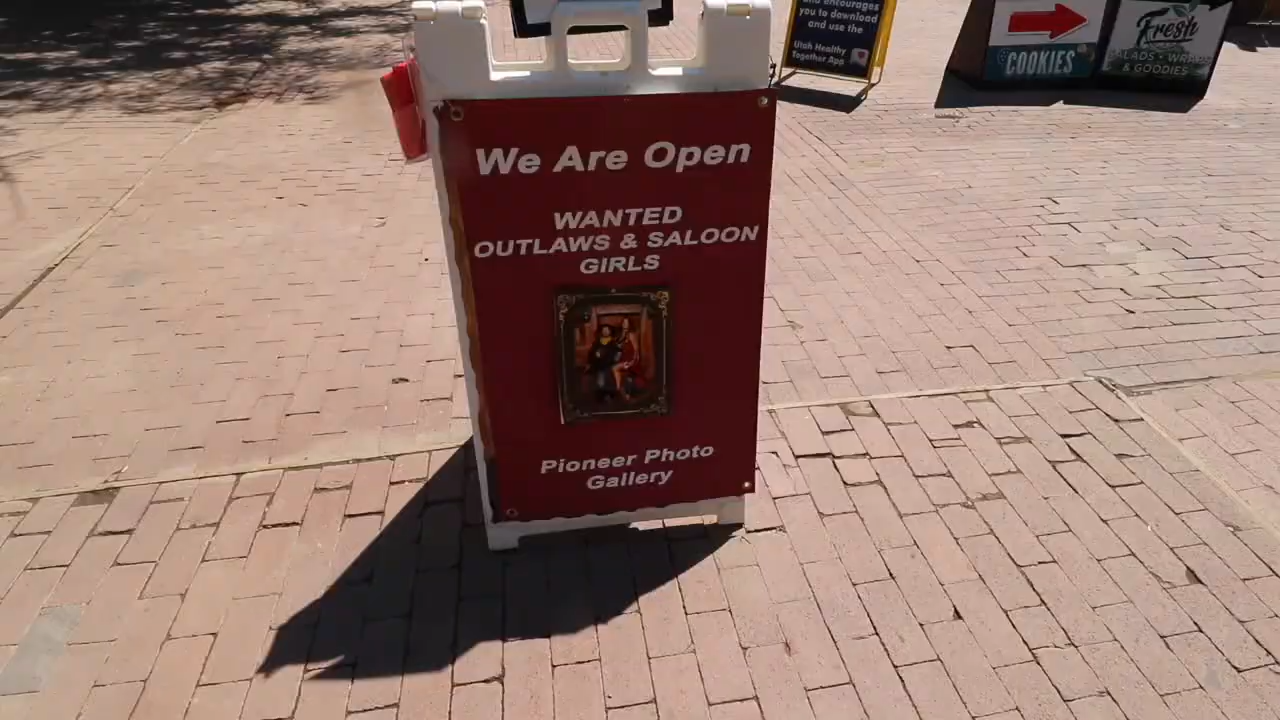 and encourages
you to download
and use the
Utah Healthy
Together App
COOKIES
Fresh
SALADS • WRAPS
& GOODIES
We Are Open
WANTED
OUTLAWS & SALOON
GIRLS
Pioneer Photo
Gallery